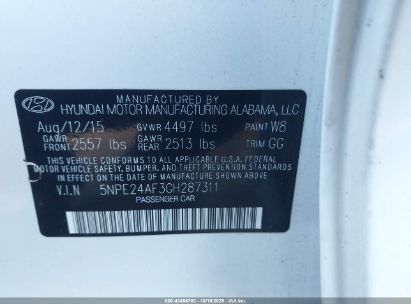 MANUFACTURED BY
HYUNDAI MOTOR MANUFACTURING ALABAMA, LLC
Aug/12/15 GVWR 4497 lbs PAINT W8
GAWR FRONT 2557 lbs GAWR REAR 2513 lbs TRIM GG
THIS VEHICLE CONFORMS TO ALL APPLICABLE U.S.A. FEDERAL
MOTOR VEHICLE SAFETY, BUMPER, AND THEFT PREVENTION STANDARDS
IN EFFECT ON THE DATE OF MANUFACTURE SHOWN ABOVE.
V.I.N 5NPE24AF3GH287311
PASSENGER CAR